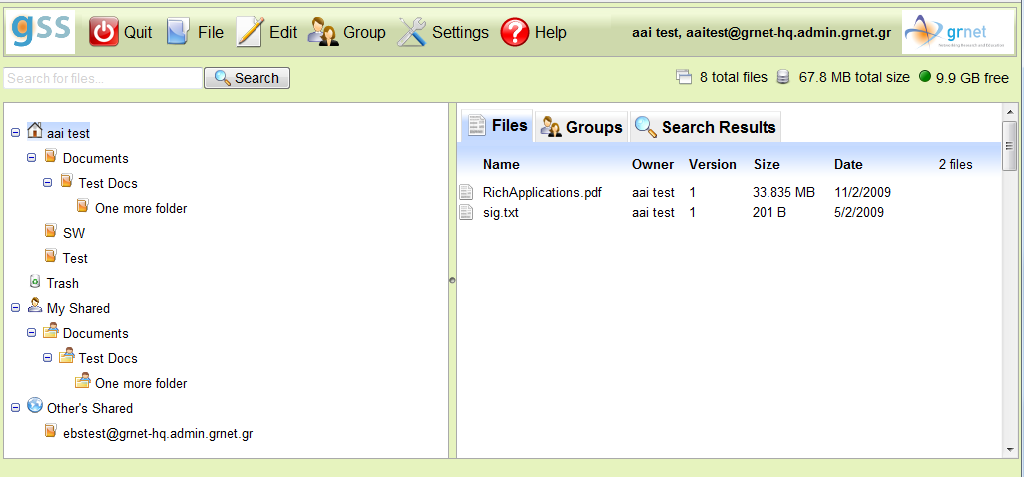 gss Quit File Edit Group Settings Help aai test, aaitest@grnet-hq.admin.grnet.gr grnet
Search for files... Search 8 total files 67.8 MB total size 9.9 GB free
aai test
Documents
Test Docs
One more folder
SW
Test
Trash
My Shared
Documents
Test Docs
One more folder
Other's Shared
ebstest@grnet-hq.admin.grnet.gr
Files Groups Search Results
Name Owner Version Size Date 2 files
RichApplications.pdf aai test 1 33.835 MB 11/2/2009
sig.txt aai test 1 201 B 5/2/2009